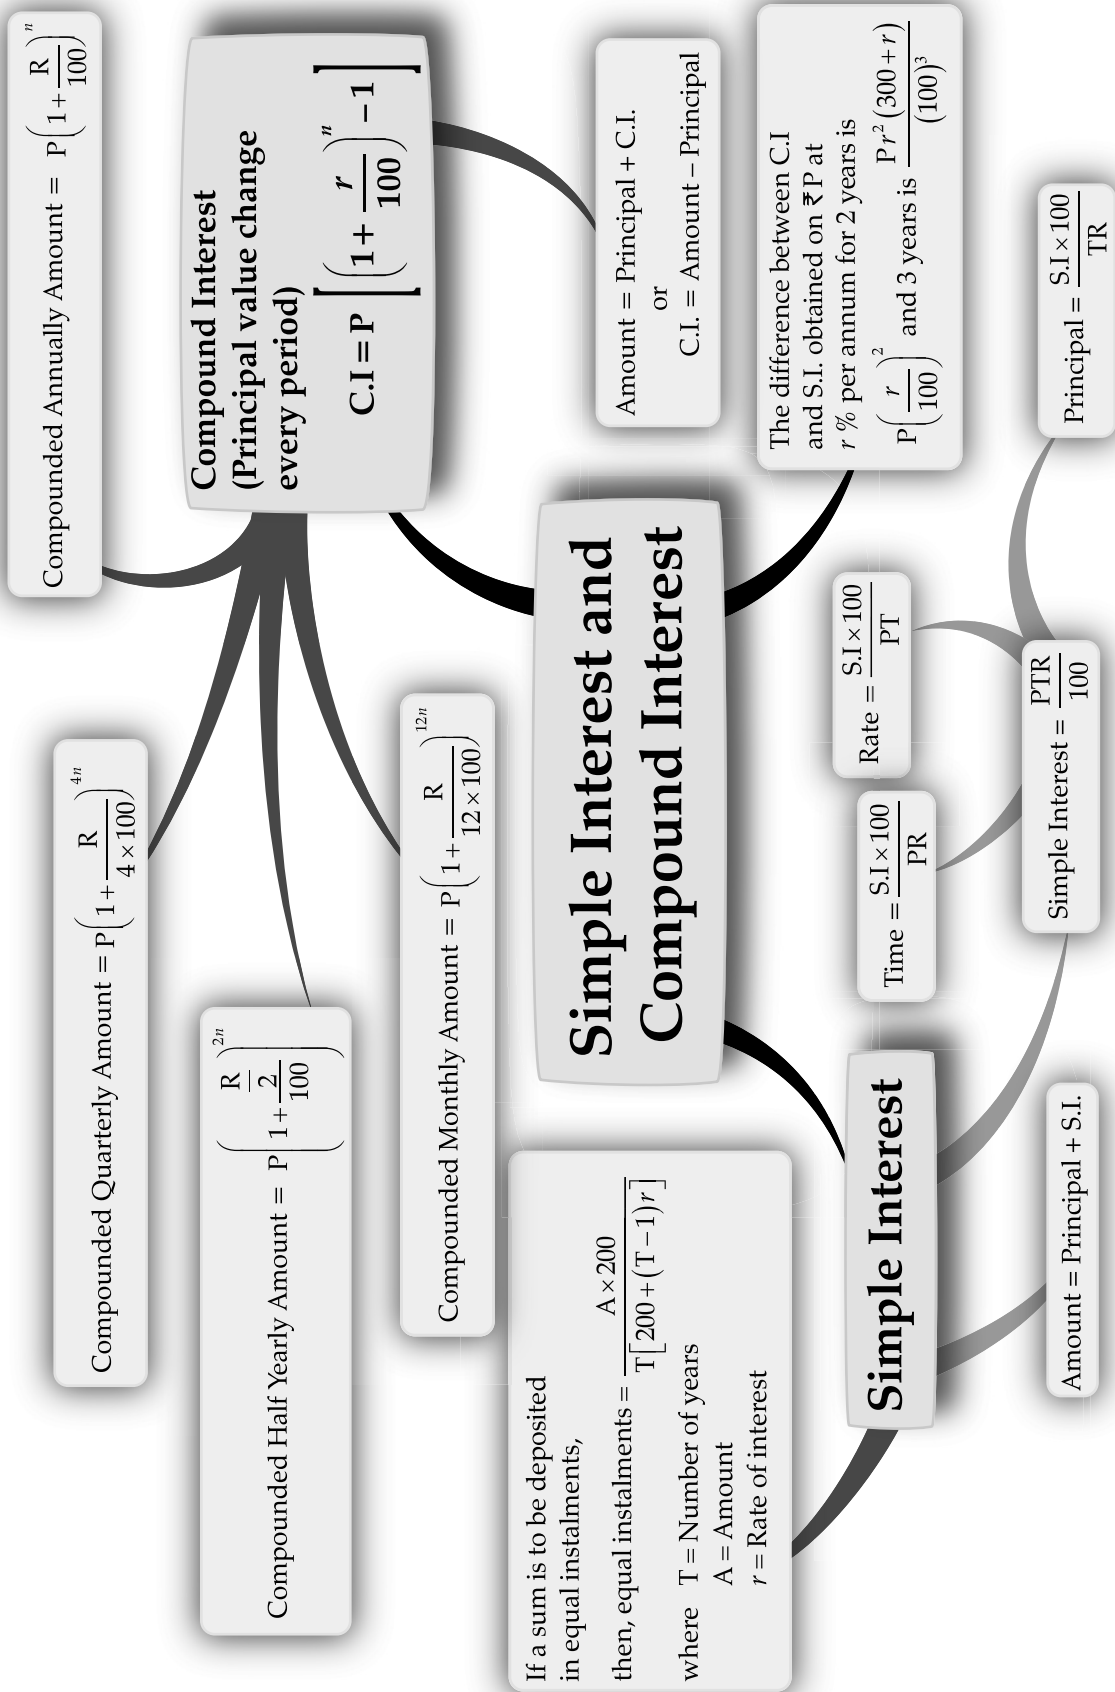 Simple Interest and
Compound Interest
Compound Interest
(Principal value change
every period)
C.I = P [(1 + r/100)^n − 1]
Compounded Annually Amount = P(1 + R/100)^n
Compounded Quarterly Amount = P(1 + R/(4 × 100))^4n
Compounded Half Yearly Amount = P(1 + (R/2)/100)^2n
Compounded Monthly Amount = P(1 + R/(12 × 100))^12n
Amount = Principal + C.I.
or
C.I. = Amount − Principal
The difference between C.I
and S.I. obtained on ₹ P at
r % per annum for 2 years is
P(r/100)^2 and 3 years is P r^2 (300 + r)/(100)^3
Simple Interest
If a sum is to be deposited
in equal instalments,
then, equal instalments = A × 200/T[200 + (T − 1)r]
where T = Number of years
A = Amount
r = Rate of interest
Amount = Principal + S.I.
Simple Interest = PTR/100
Time = S.I × 100/PR
Rate = S.I × 100/PT
Principal = S.I × 100/TR